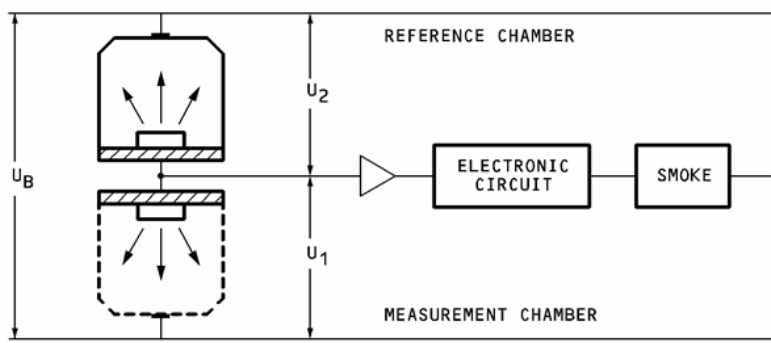 REFERENCE CHAMBER
U2
UB
ELECTRONIC
CIRCUIT
SMOKE
U1
MEASUREMENT CHAMBER